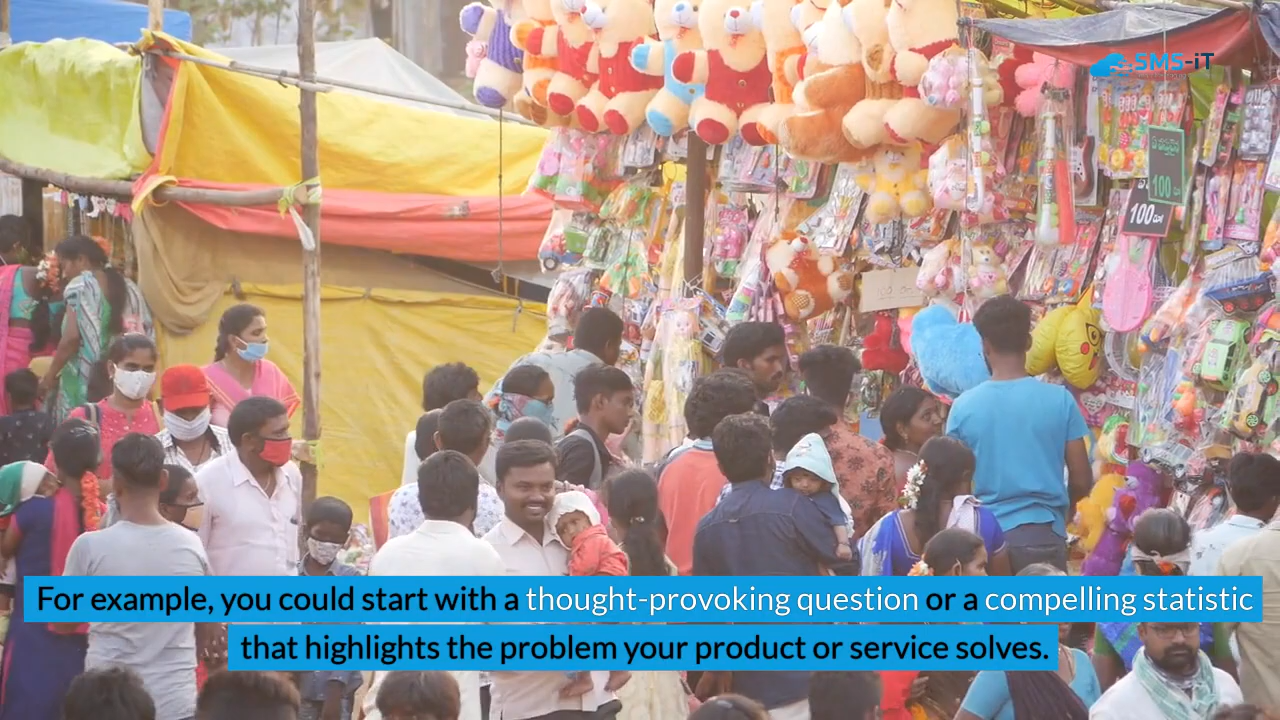 SMS-iT
100
100
For example, you could start with a thought-provoking question or a compelling statistic
that highlights the problem your product or service solves.